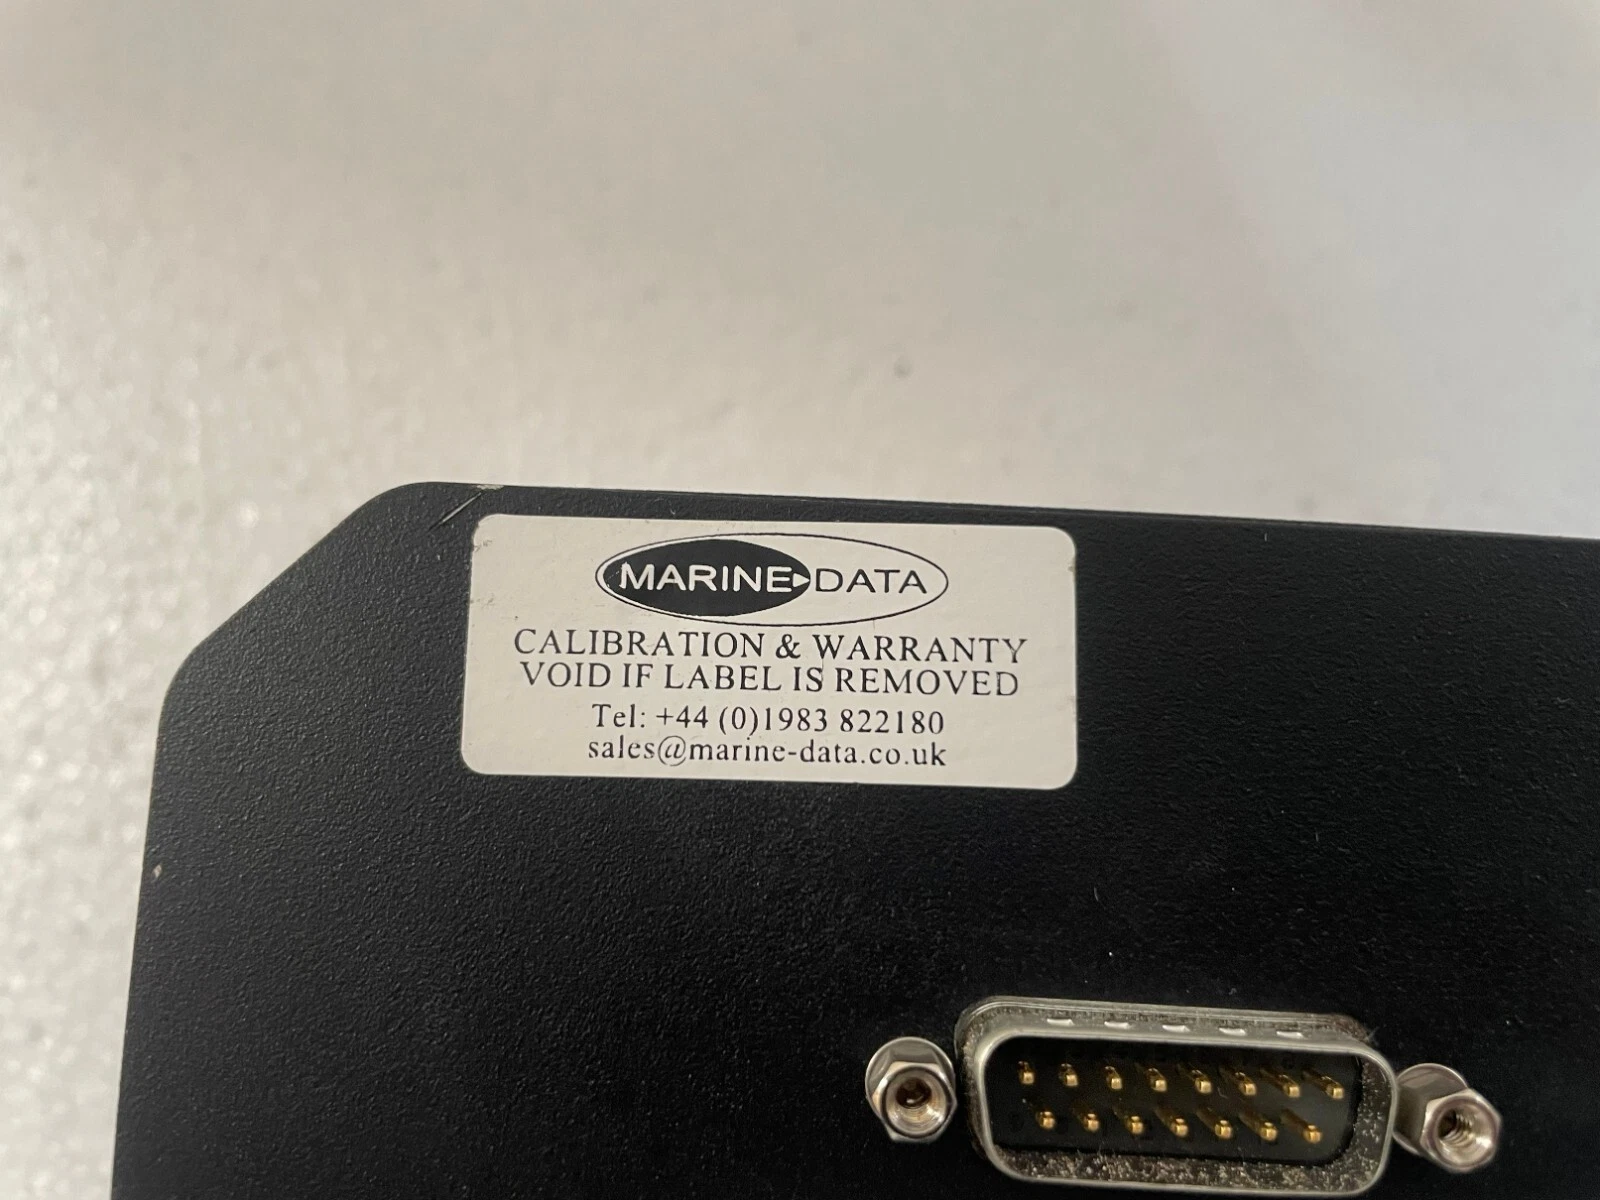 MARINE DATA
CALIBRATION & WARRANTY
VOID IF LABEL IS REMOVED
Tel: +44 (0)1983 822180
sales@marine-data.co.uk